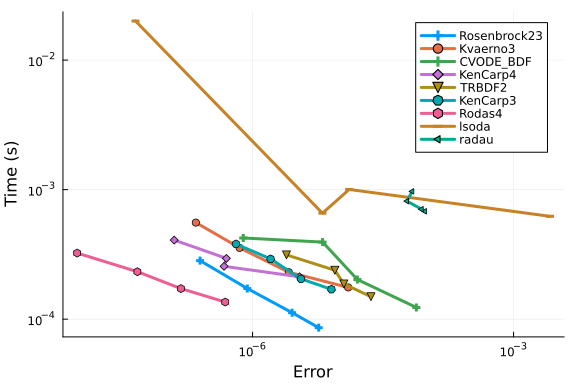 Rosenbrock23
Kvaerno3
CVODE_BDF
KenCarp4
TRBDF2
KenCarp3
Rodas4
lsoda
radau
Time (s)
10⁻²
10⁻³
10⁻⁴
10⁻⁶
10⁻³
Error